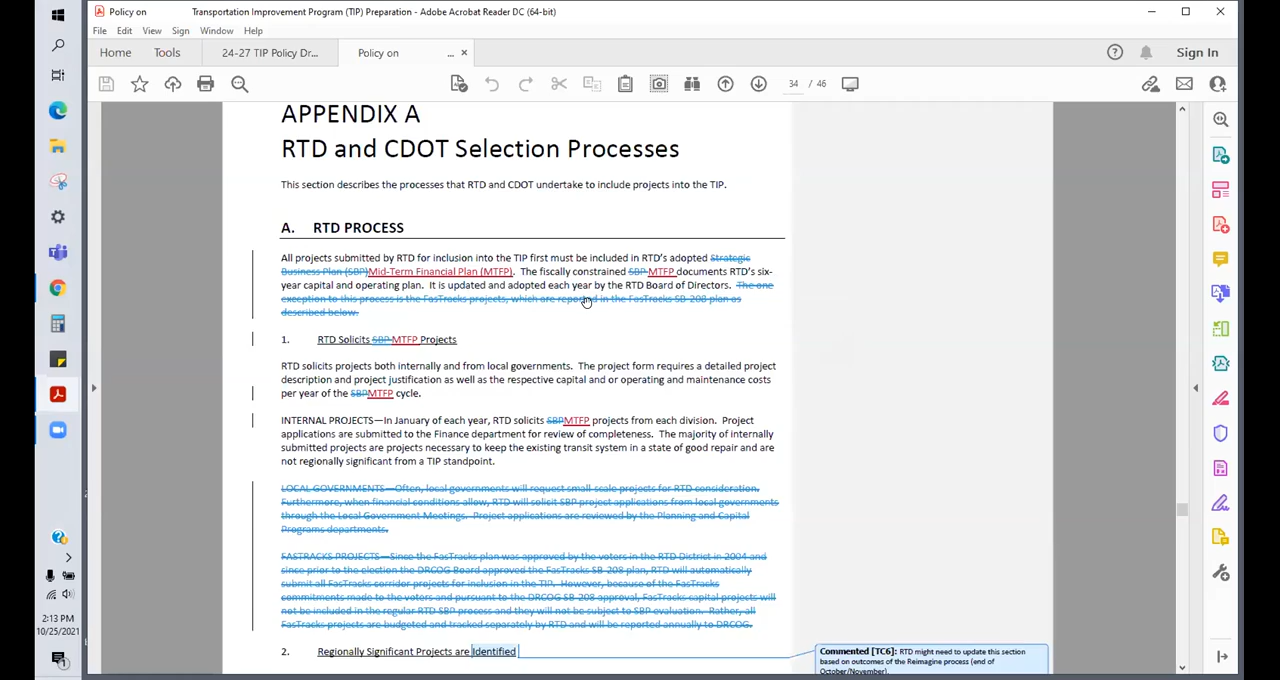 Policy on
Transportation Improvement Program (TIP) Preparation - Adobe Acrobat Reader DC (64-bit)
File Edit View Sign Window Help
Home Tools 24-27 TIP Policy Dr... Policy on ... ×
Sign In
34 / 46
APPENDIX A
RTD and CDOT Selection Processes
This section describes the processes that RTD and CDOT undertake to include projects into the TIP.
A. RTD PROCESS
All projects submitted by RTD for inclusion into the TIP first must be included in RTD's adopted Strategic
Business Plan (SBP)Mid-Term Financial Plan (MTFP). The fiscally constrained SBP MTFP documents RTD's six-
year capital and operating plan. It is updated and adopted each year by the RTD Board of Directors. The one
exception to this process is the FasTracks projects, which are reported in the FasTracks SB-208 plan as
described below.
1. RTD Solicits SBP MTFP Projects
RTD solicits projects both internally and from local governments. The project form requires a detailed project
description and project justification as well as the respective capital and or operating and maintenance costs
per year of the SBPMTFP cycle.
INTERNAL PROJECTS—In January of each year, RTD solicits SBPMTFP projects from each division. Project
applications are submitted to the Finance department for review of completeness. The majority of internally
submitted projects are projects necessary to keep the existing transit system in a state of good repair and are
not regionally significant from a TIP standpoint.
LOCAL GOVERNMENTS—Often, local governments will request small-scale projects for RTD consideration.
Furthermore, when financial conditions allow, RTD will solicit SBP project applications from local governments
through the Local Government Meetings. Project applications are reviewed by the Planning and Capital
Programs departments.
FASTRACKS PROJECTS—Since the FasTracks plan was approved by the voters in the RTD District in 2004 and
since prior to the election the DRCOG Board approved the FasTracks SB-208 plan, RTD will automatically
submit all FasTracks corridor projects for inclusion in the TIP. However, because of the FasTracks
commitments made to the voters and pursuant to the DRCOG SB-208 approval, FasTracks capital projects will
not be included in the regular RTD SBP process and they will not be subject to SBP evaluation. Rather, all
FasTracks projects are budgeted and tracked separately by RTD and will be reported annually to DRCOG.
2. Regionally Significant Projects are Identified
Commented [TC6]: RTD might need to update this section
based on outcomes of the Reimagine process (end of
October/November).
2:13 PM
10/25/2021